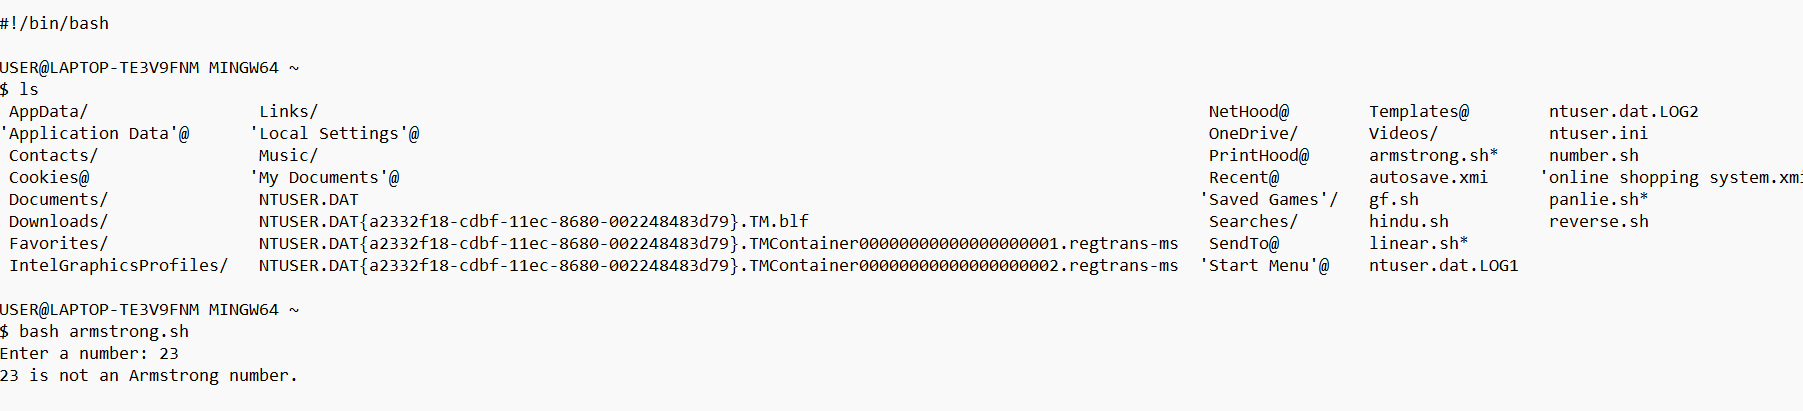 #!/bin/bash
USER@LAPTOP-TE3V9FNM MINGW64 ~
$ ls
AppData/ Links/ NetHood@ Templates@ ntuser.dat.LOG2
'Application Data'@ 'Local Settings'@ OneDrive/ Videos/ ntuser.ini
Contacts/ Music/ PrintHood@ armstrong.sh* number.sh
Cookies@ 'My Documents'@ Recent@ autosave.xmi 'online shopping system.xmi
Documents/ NTUSER.DAT 'Saved Games'/ gf.sh panlie.sh*
Downloads/ NTUSER.DAT{a2332f18-cdbf-11ec-8680-002248483d79}.TM.blf Searches/ hindu.sh reverse.sh
Favorites/ NTUSER.DAT{a2332f18-cdbf-11ec-8680-002248483d79}.TMContainer00000000000000000001.regtrans-ms SendTo@ linear.sh*
IntelGraphicsProfiles/ NTUSER.DAT{a2332f18-cdbf-11ec-8680-002248483d79}.TMContainer00000000000000000002.regtrans-ms 'Start Menu'@ ntuser.dat.LOG1
USER@LAPTOP-TE3V9FNM MINGW64 ~
$ bash armstrong.sh
Enter a number: 23
23 is not an Armstrong number.